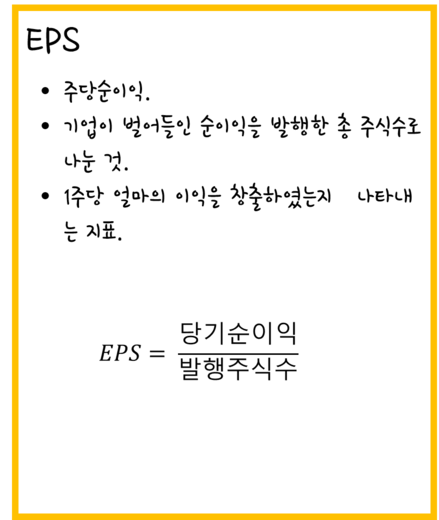 EPS
• 주당순이익.
• 기업이 벌어들인 순이익을 발행한 총 주식수로
나눈 것.
• 1주당 얼마의 이익을 창출하였는지 나타내
는 지표.
EPS = 당기순이익
발행주식수